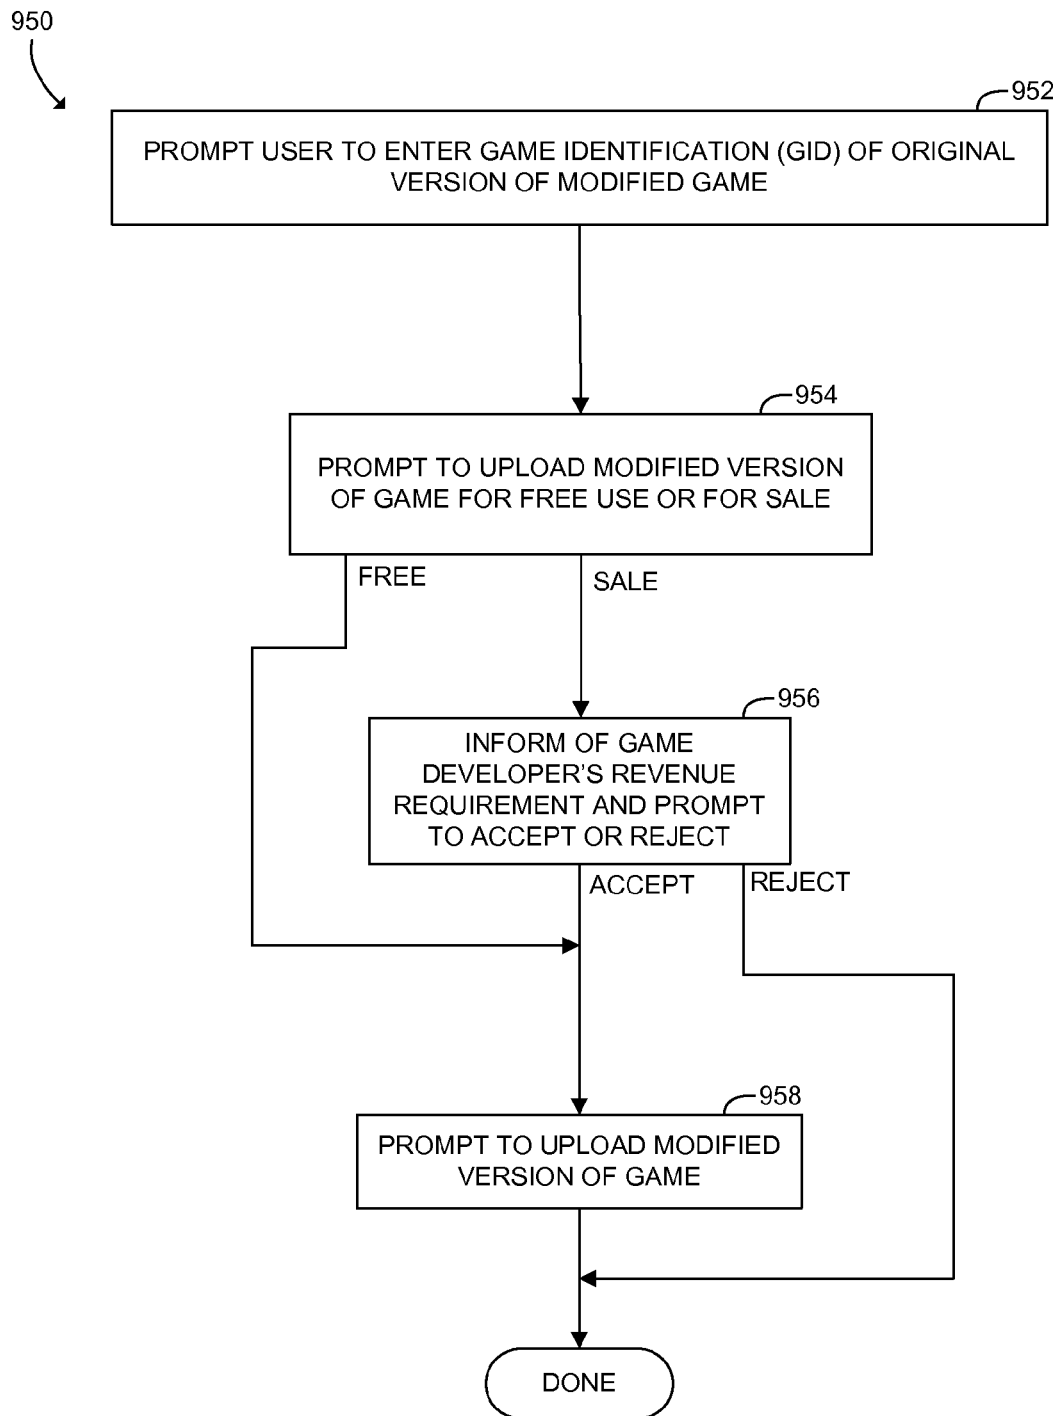 950
952
PROMPT USER TO ENTER GAME IDENTIFICATION (GID) OF ORIGINAL
VERSION OF MODIFIED GAME
954
PROMPT TO UPLOAD MODIFIED VERSION
OF GAME FOR FREE USE OR FOR SALE
FREE
SALE
956
INFORM OF GAME
DEVELOPER'S REVENUE
REQUIREMENT AND PROMPT
TO ACCEPT OR REJECT
ACCEPT
REJECT
958
PROMPT TO UPLOAD MODIFIED
VERSION OF GAME
DONE